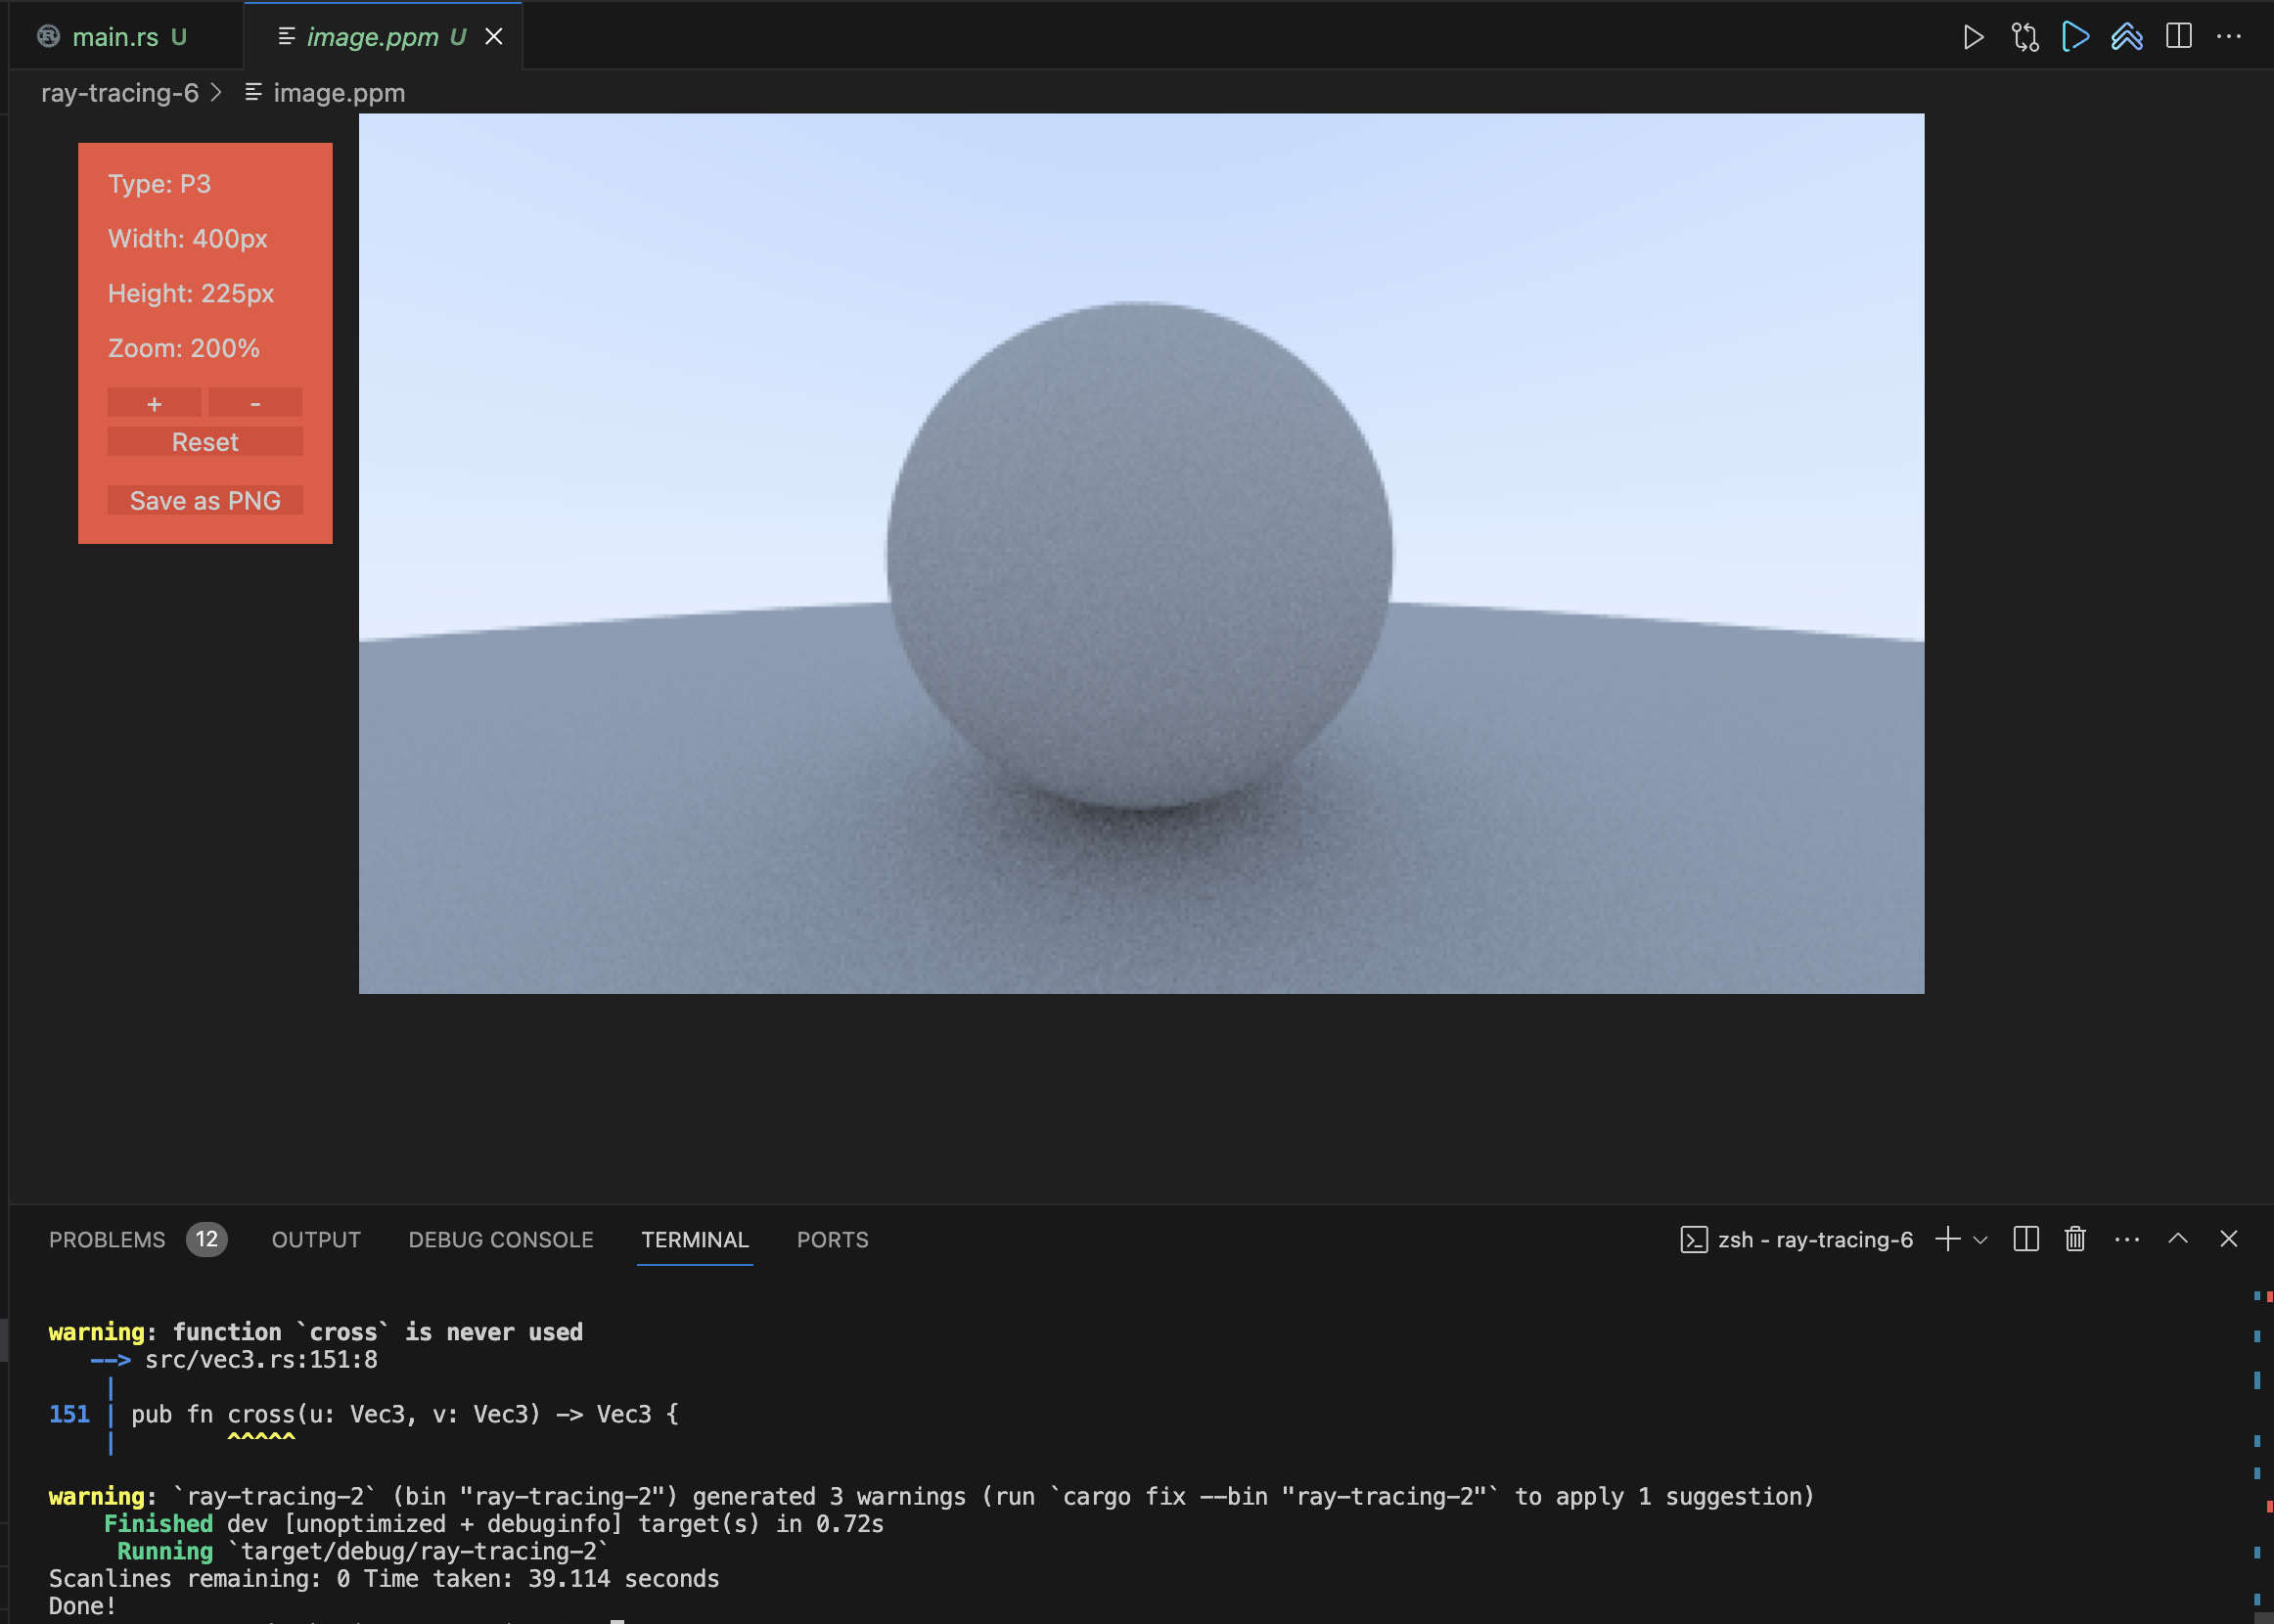 main.rs U
image.ppm U
ray-tracing-6 > image.ppm
Type: P3
Width: 400px
Height: 225px
Zoom: 200%
+ -
Reset
Save as PNG
PROBLEMS 12 OUTPUT DEBUG CONSOLE TERMINAL PORTS
zsh - ray-tracing-6
warning: function `cross` is never used
--> src/vec3.rs:151:8
|
151 | pub fn cross(u: Vec3, v: Vec3) -> Vec3 {
| ^^^^^
warning: `ray-tracing-2` (bin "ray-tracing-2") generated 3 warnings (run `cargo fix --bin "ray-tracing-2"` to apply 1 suggestion)
Finished dev [unoptimized + debuginfo] target(s) in 0.72s
Running `target/debug/ray-tracing-2`
Scanlines remaining: 0 Time taken: 39.114 seconds
Done!